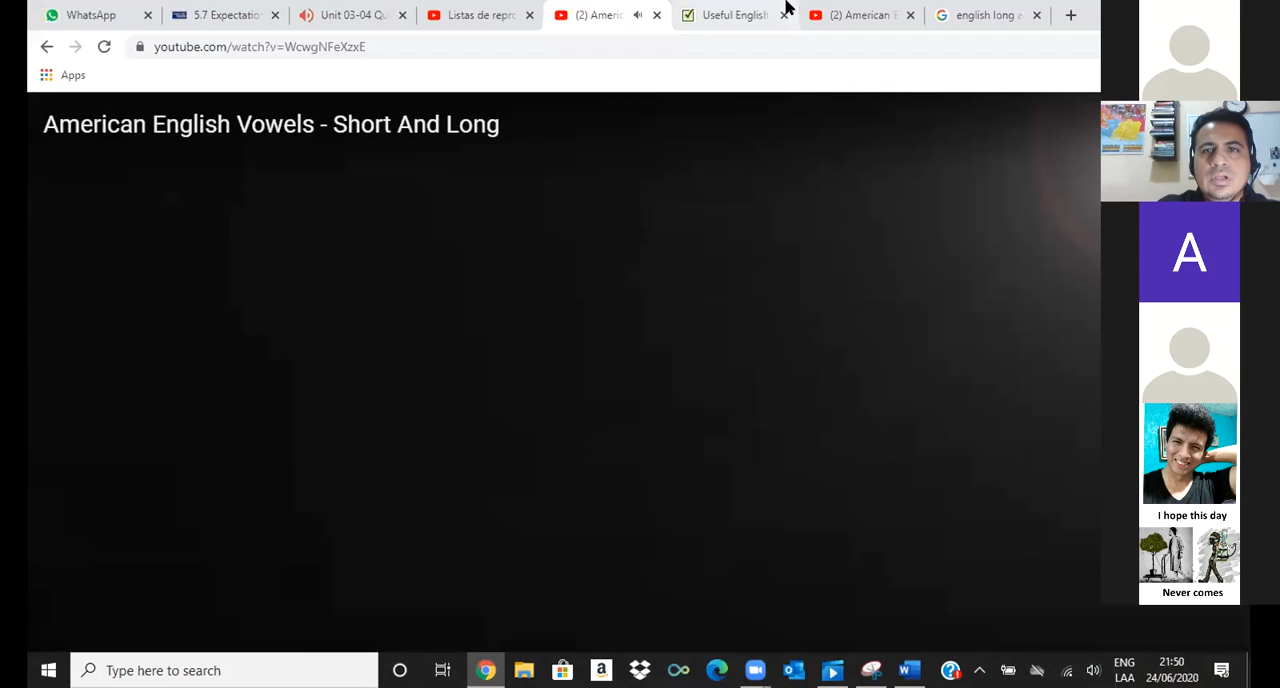 WhatsApp
5.7 Expectatio
Unit 03-04 Qu
Listas de repro
(2) Americ
Useful English
(2) American E
english long a
youtube.com/watch?v=WcwgNFeXzxE
Apps
American English Vowels - Short And Long
A
I hope this day
Never comes
Type here to search
ENG
LAA
21:50
24/06/2020